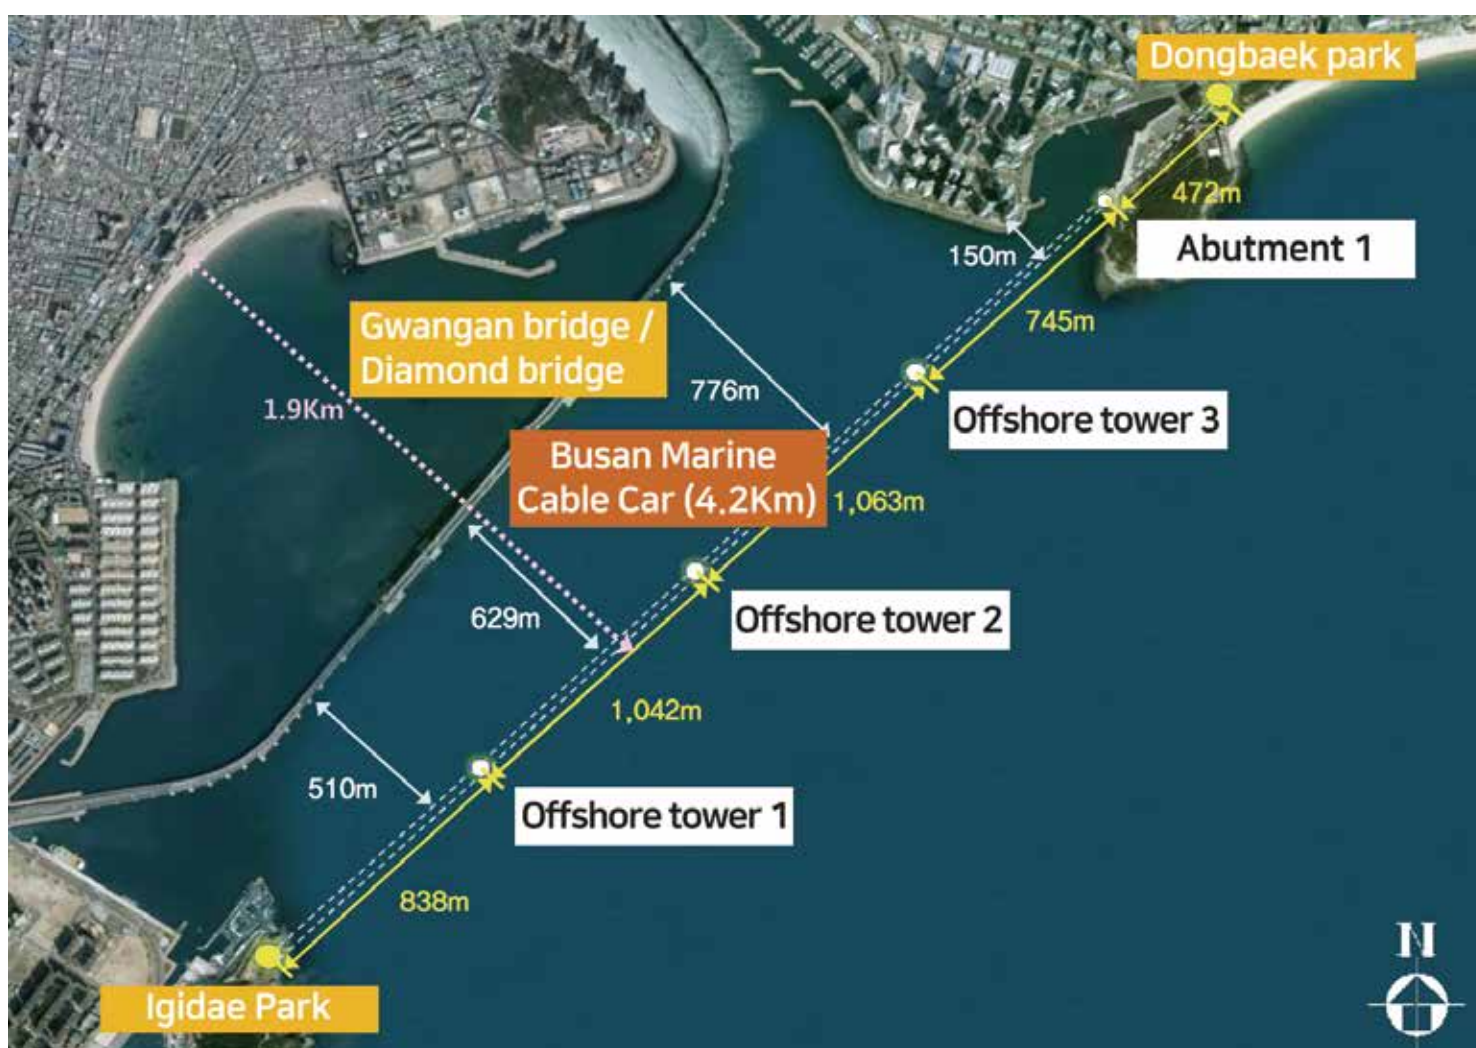 Dongbaek park
472m
Abutment 1
150m
745m
Gwangan bridge /
Diamond bridge
776m
1.9Km
Offshore tower 3
Busan Marine
Cable Car (4.2Km)
1,063m
629m
Offshore tower 2
1,042m
510m
Offshore tower 1
838m
N
Igidae Park